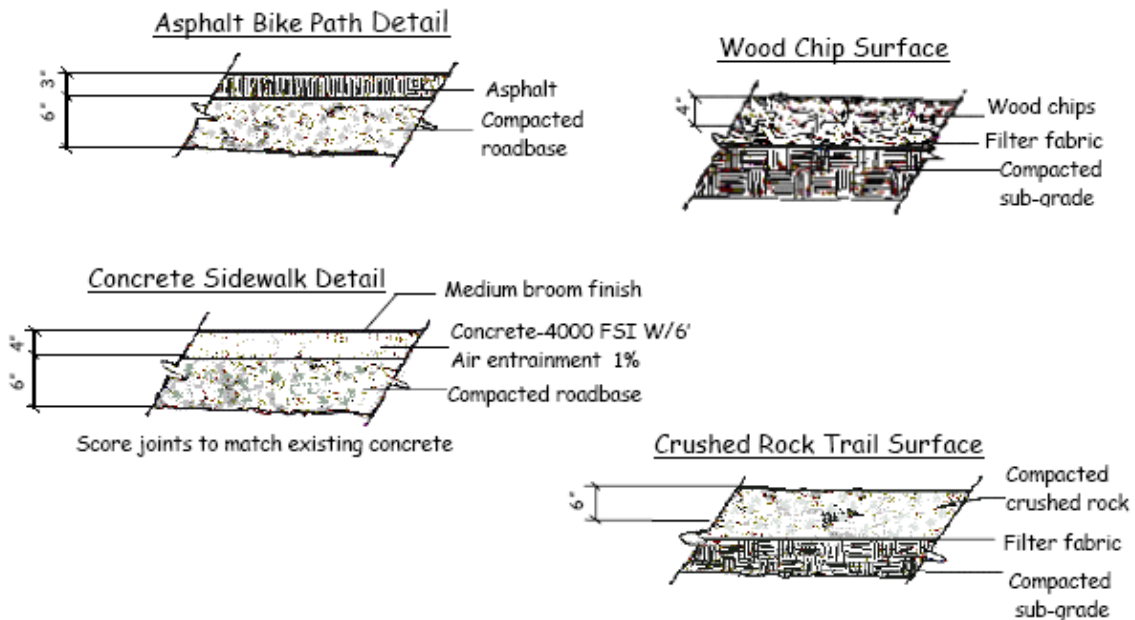 Asphalt Bike Path Detail
3"
6"
Asphalt
Compacted
roadbase
Wood Chip Surface
4"
Wood chips
Filter fabric
Compacted
sub-grade
Concrete Sidewalk Detail
4"
6"
Medium broom finish
Concrete-4000 FSI W/6'
Air entrainment 1%
Compacted roadbase
Score joints to match existing concrete
Crushed Rock Trail Surface
6"
Compacted
crushed rock
Filter fabric
Compacted
sub-grade